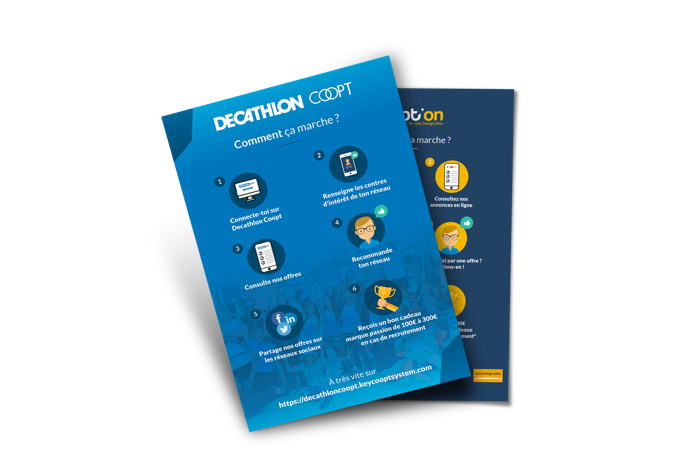 DECATHLON COOPT
Comment ça marche ?
1
Connecte-toi sur
Decathlon Coopt
2
Renseigne les centres
d'intérêt de ton réseau
3
Consulte nos offres
4
Recommande
ton réseau
5
Partage nos offres sur
les réseaux sociaux
6
Reçois un bon cadeau
marque passion de 100€ à 300€
en cas de recrutement
À très vite sur
https://decathloncoopt.keycooptsystem.com
pt'on
marche ?
2
Consultez nos
annonces en ligne
par une offre ?